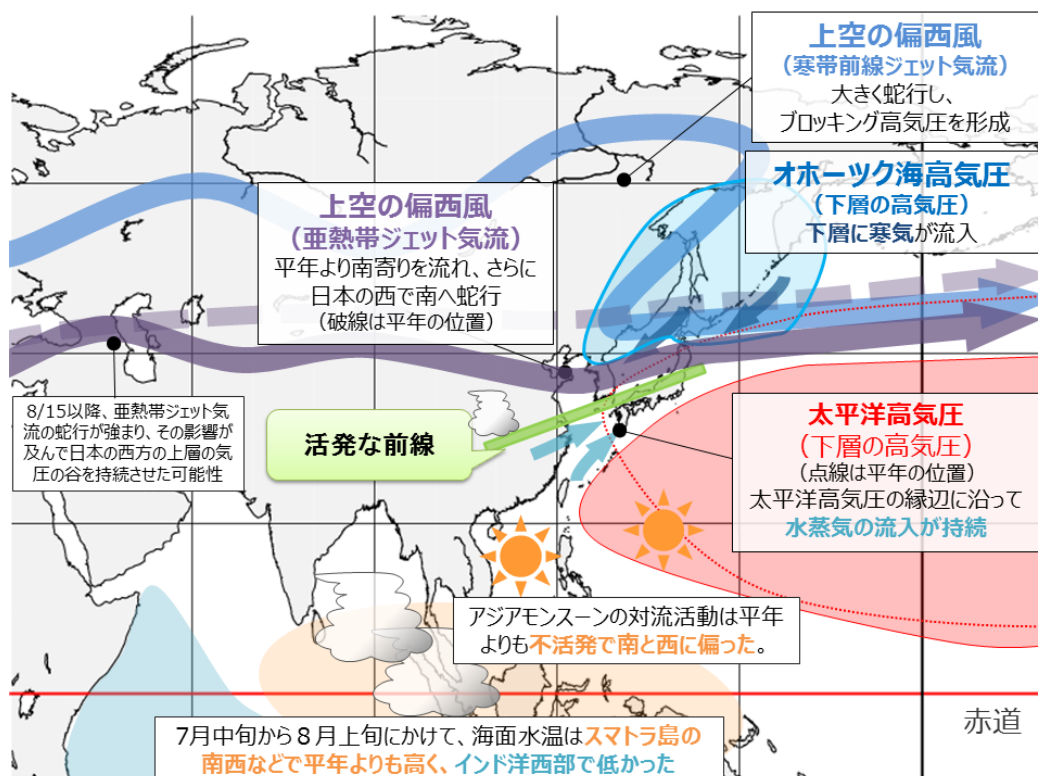 上空の偏西風
（寒帯前線ジェット気流）
大きく蛇行し、
ブロッキング高気圧を形成
オホーツク海高気圧
（下層の高気圧）
下層に寒気が流入
上空の偏西風
（亜熱帯ジェット気流）
平年より南寄りを流れ、さらに
日本の西で南へ蛇行
（破線は平年の位置）
8/15以降、亜熱帯ジェット気
流の蛇行が強まり、その影響が
及んで日本の西方の上層の気
圧の谷を持続させた可能性
活発な前線
太平洋高気圧
（下層の高気圧）
（点線は平年の位置）
太平洋高気圧の縁辺に沿って
水蒸気の流入が持続
アジアモンスーンの対流活動は平年
よりも不活発で南と西に偏った。
赤道
7月中旬から８月上旬にかけて、海面水温はスマトラ島の
南西などで平年よりも高く、インド洋西部で低かった